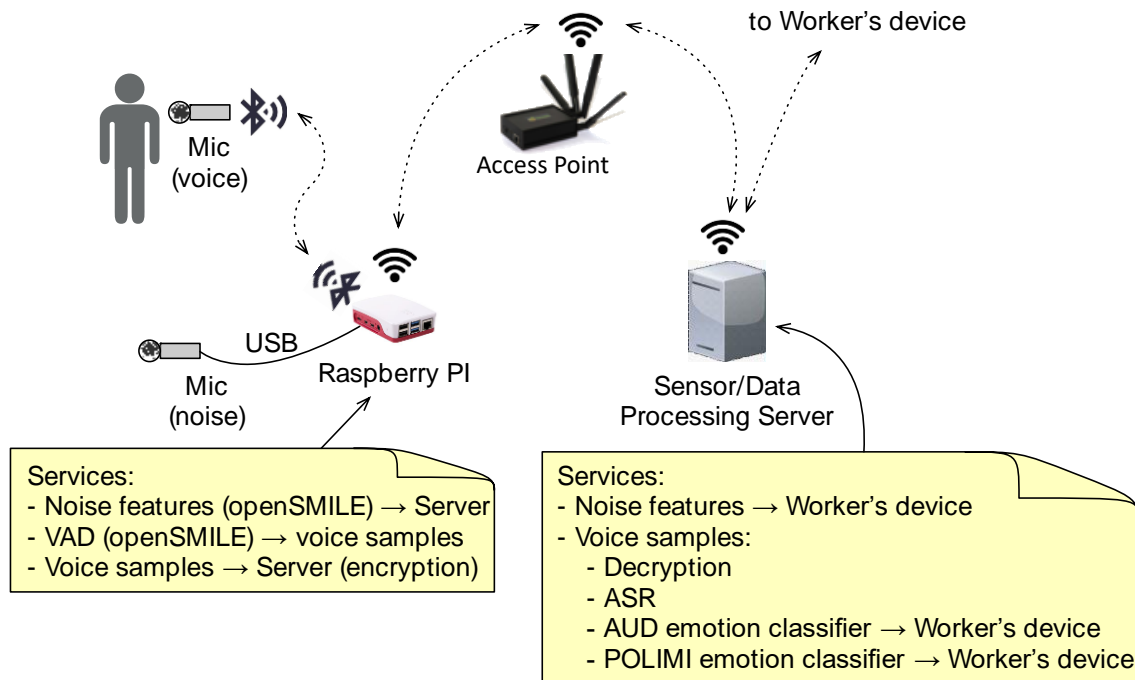 to Worker's device
Mic
(voice)
Access Point
USB
Mic
(noise)
Raspberry PI
Sensor/Data
Processing Server
Services:
- Noise features (openSMILE) → Server
- VAD (openSMILE) → voice samples
- Voice samples → Server (encryption)
Services:
- Noise features → Worker's device
- Voice samples:
- Decryption
- ASR
- AUD emotion classifier → Worker's device
- POLIMI emotion classifier → Worker's device